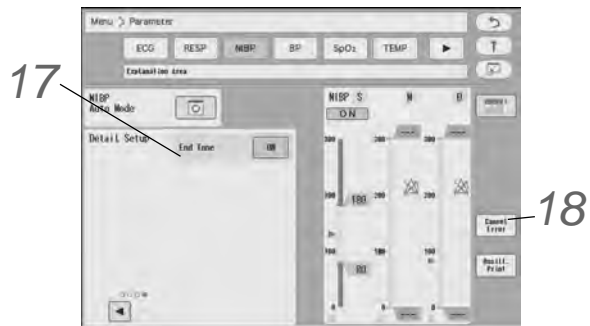 Menu > Parameter
ECG RESP NIBP BP SpO2 TEMP
Explanation Area
17
NIBP
Auto Mode
NIBP S M D
ON
Detail Setup
End Tone ON
300 300 300
200 200 200
180
18
Cancel
Error
100 100 100
80
Oscill.
Print
0 0 0